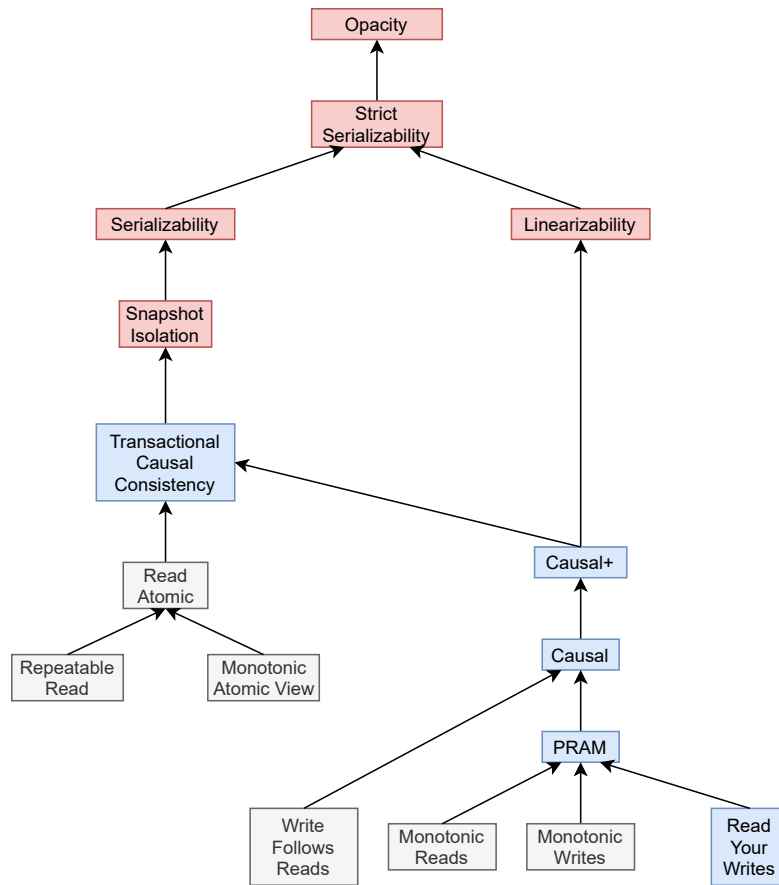 Opacity
Strict
Serializability
Serializability
Linearizability
Snapshot
Isolation
Transactional
Causal
Consistency
Causal+
Read
Atomic
Causal
Repeatable
Read
Monotonic
Atomic View
PRAM
Write
Follows
Reads
Monotonic
Reads
Monotonic
Writes
Read
Your
Writes